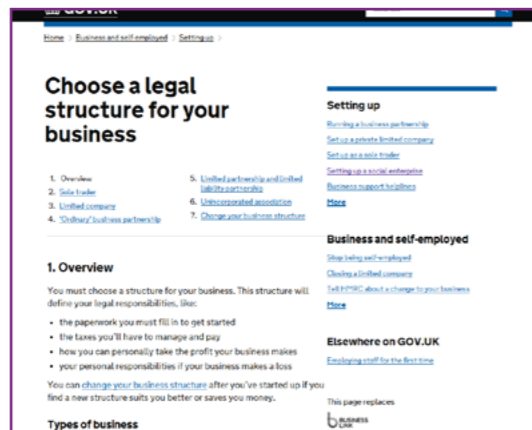 GOV.UK
Home > Business and self-employed > Setting up >
Choose a legal
structure for your
business
1. Overview
2. Sole trader
3. Limited company
4. 'Ordinary' business partnership
5. Limited partnership and limited
liability partnership
6. Unincorporated association
7. Change your business structure
1. Overview
You must choose a structure for your business. This structure will
define your legal responsibilities, like:
• the paperwork you must fill in to get started
• the taxes you'll have to manage and pay
• how you can personally take the profit your business makes
• your personal responsibilities if your business makes a loss
You can change your business structure after you've started up if you
find a new structure suits you better or saves you money.
Types of business
Setting up
Running a business partnership
Set up a private limited company
Set up as a sole trader
Setting up a social enterprise
Business support helplines
More
Business and self-employed
Stop being self-employed
Closing a limited company
Tell HMRC about a change to your business
More
Elsewhere on GOV.UK
Employing staff for the first time
This page replaces
BUSINESS
LINK